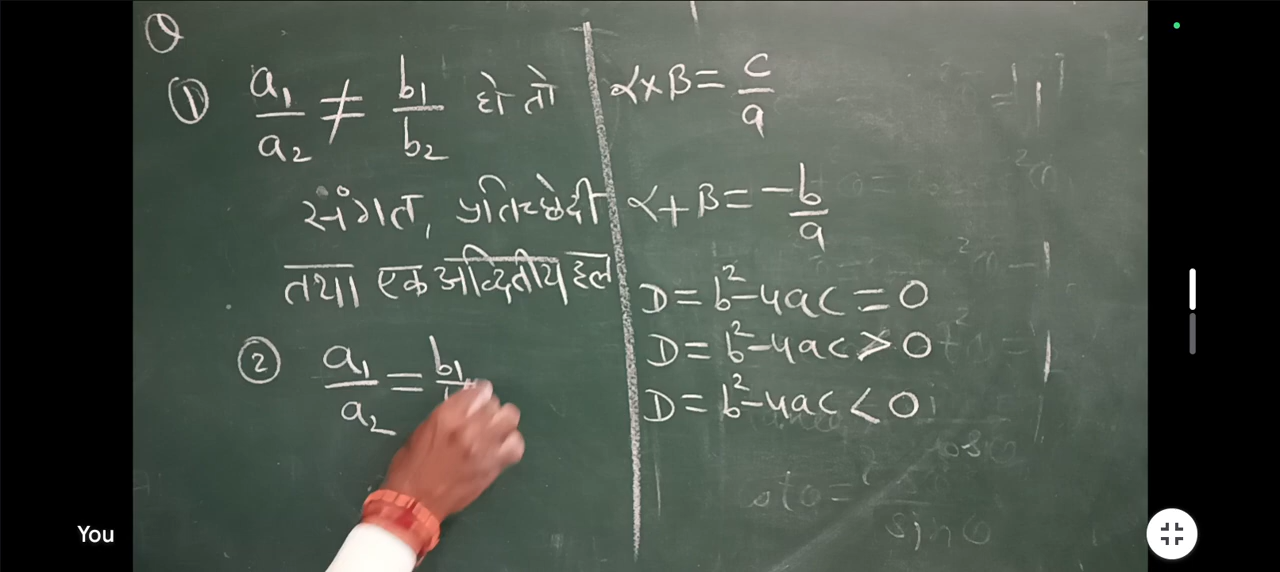 Q
① a₁/a₂ ≠ b₁/b₂ हो तो
संगत, प्रतिच्छेदी
तथा एक अद्वितीय हल
② a₁/a₂ = b₁
α×β = c/a
α+β = -b/a
D = b²-4ac = 0
D = b²-4ac > 0
D = b²-4ac < 0
You